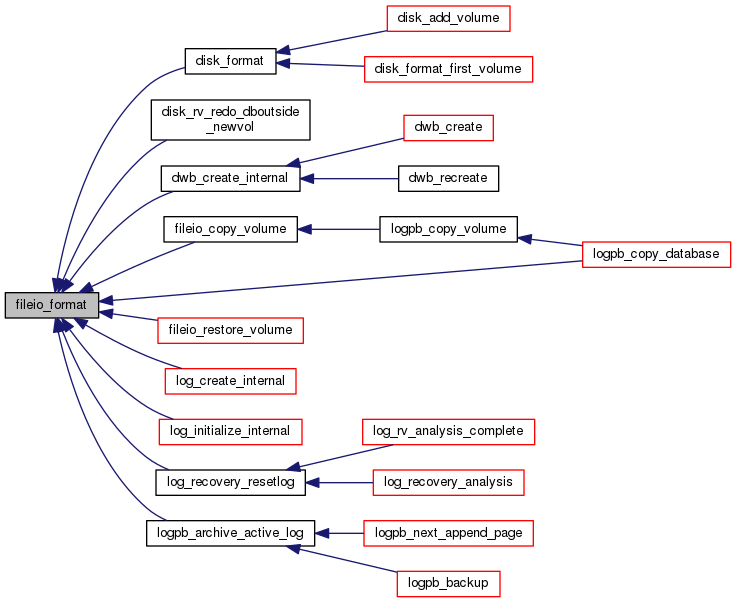 disk_add_volume
disk_format
disk_format_first_volume
disk_rv_redo_dboutside
_newvol
dwb_create
dwb_create_internal
dwb_recreate
fileio_copy_volume
logpb_copy_volume
logpb_copy_database
fileio_format
fileio_restore_volume
log_create_internal
log_initialize_internal
log_rv_analysis_complete
log_recovery_resetlog
log_recovery_analysis
logpb_archive_active_log
logpb_next_append_page
logpb_backup